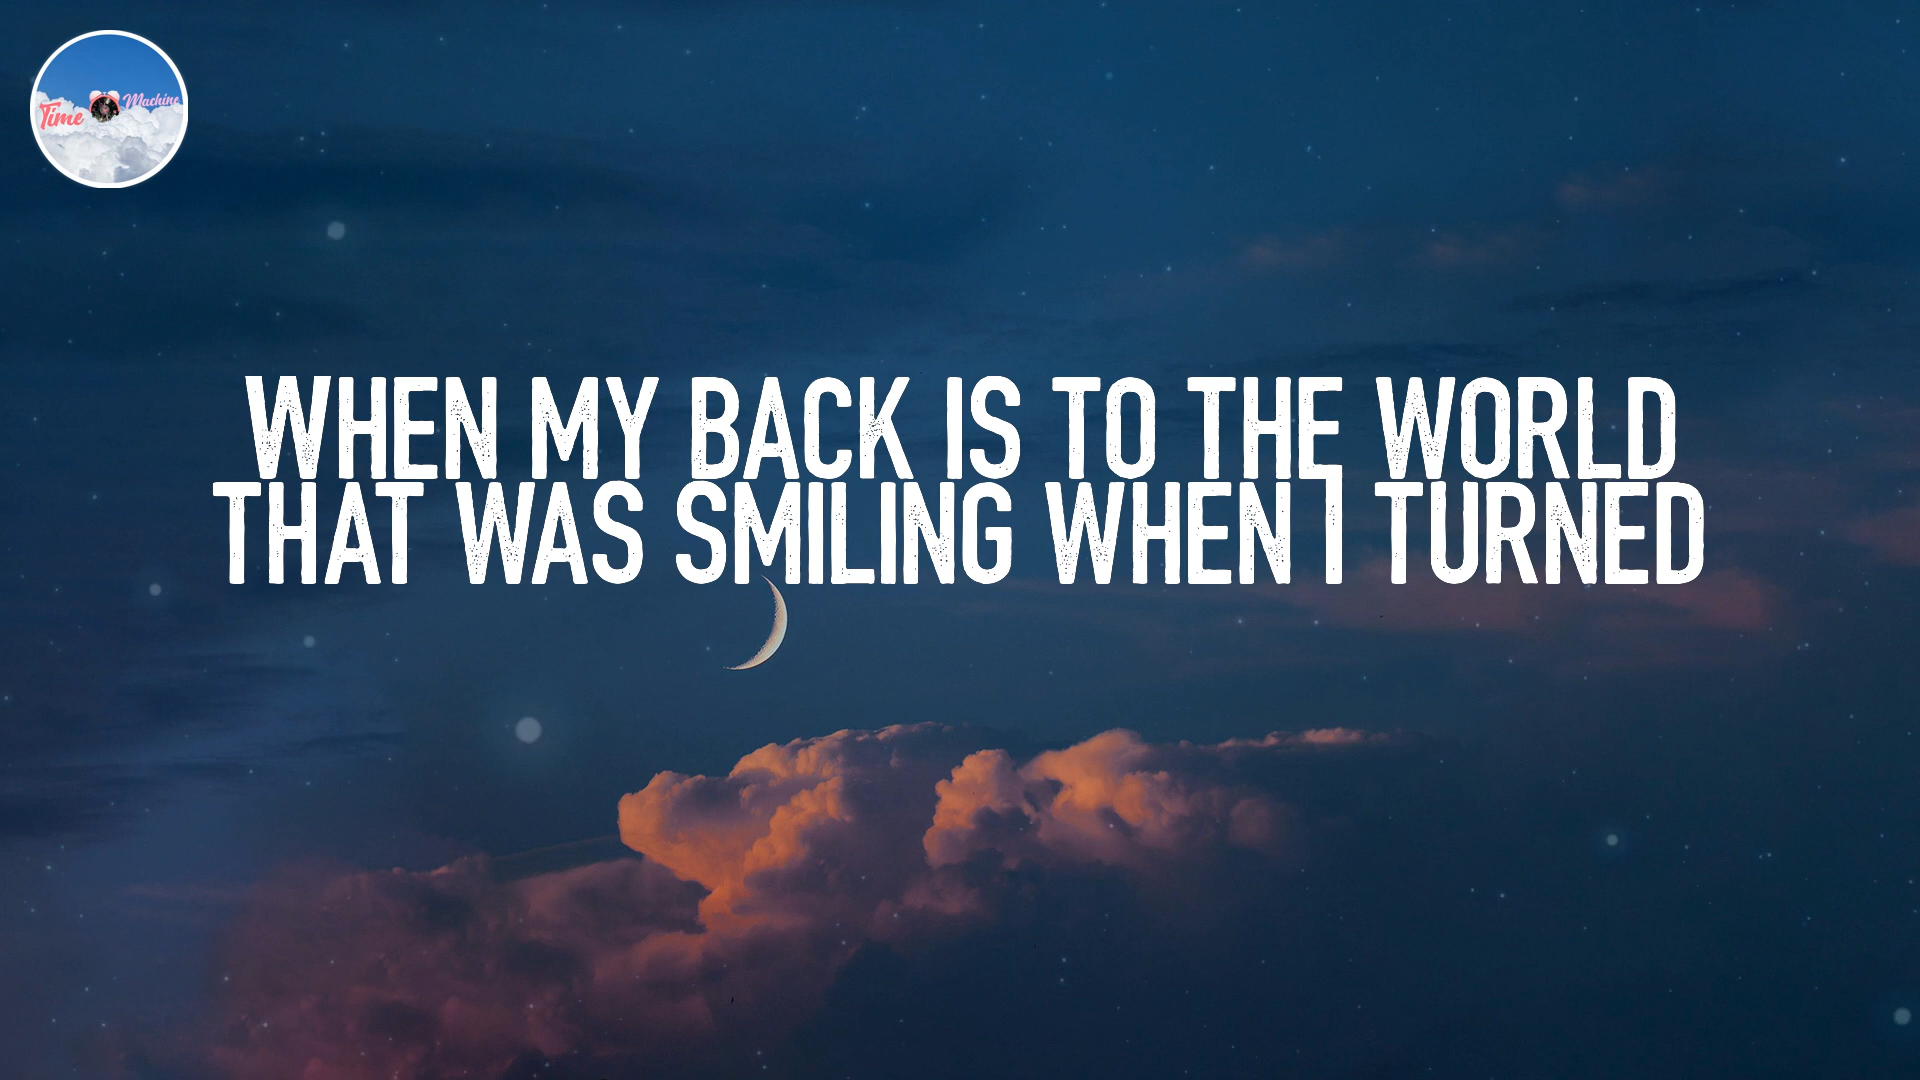 Time Machine
WHEN MY BACK IS TO THE WORLD
THAT WAS SMILING WHEN I TURNED